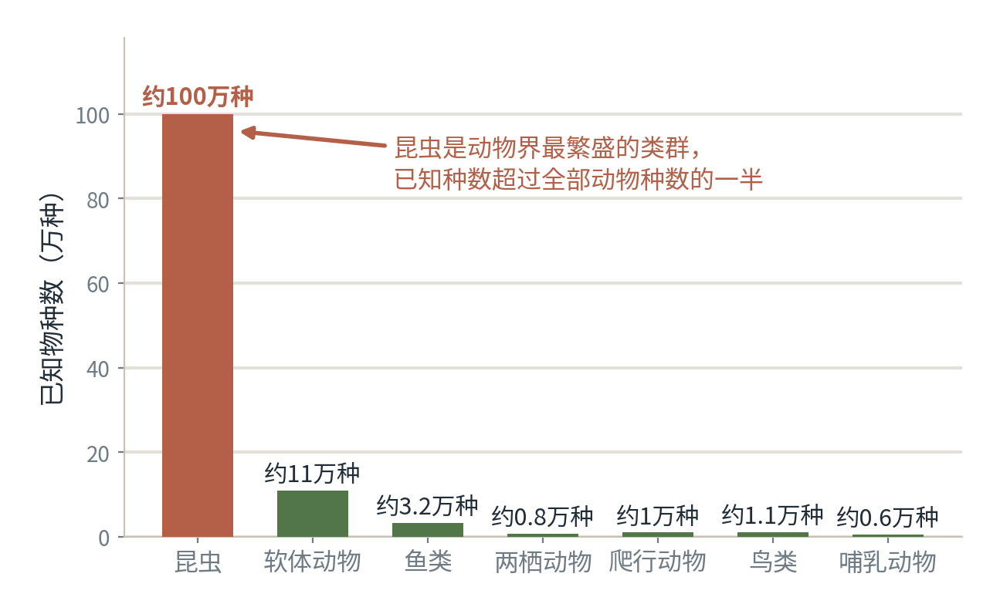 约100万种
昆虫是动物界最繁盛的类群，
已知种数超过全部动物种数的一半
已知物种数（万种）
100
80
60
40
20
0
约11万种
约3.2万种
约0.8万种
约1万种
约1.1万种
约0.6万种
昆虫
软体动物
鱼类
两栖动物
爬行动物
鸟类
哺乳动物